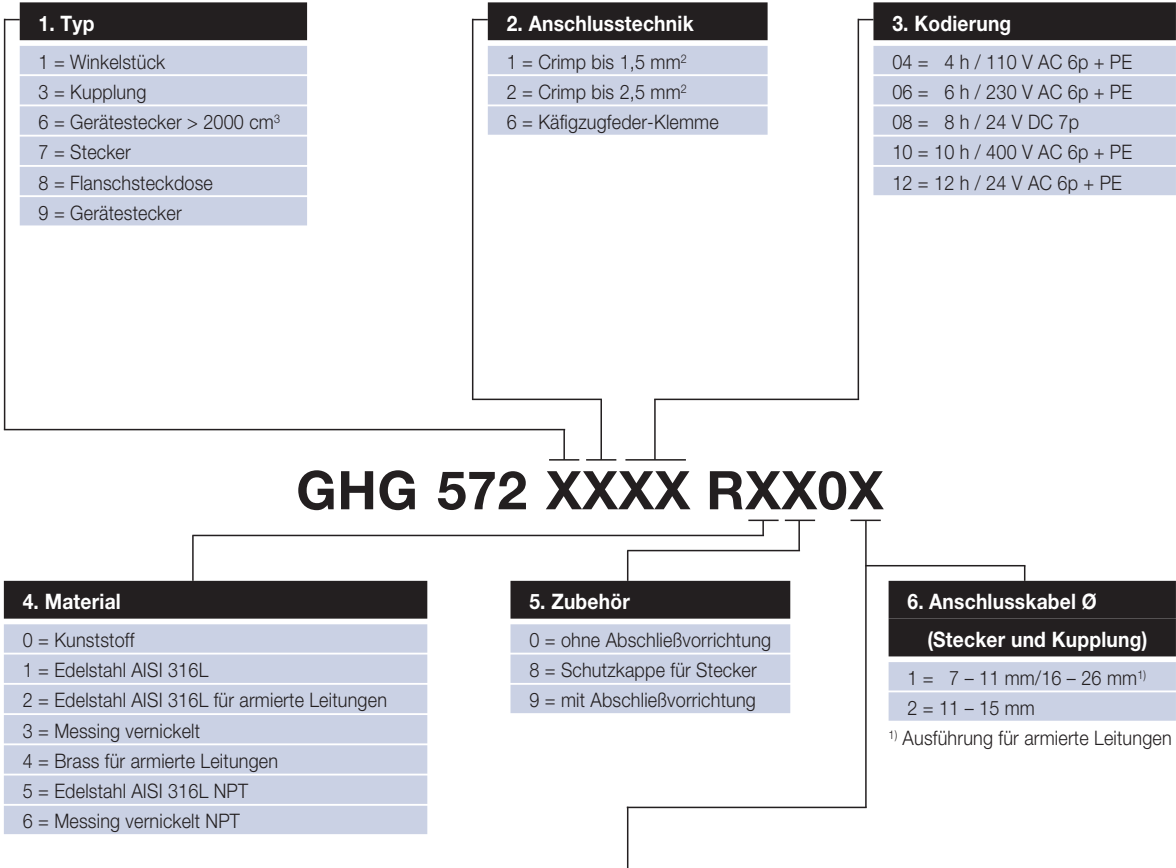 1. Typ
1 = Winkelstück
3 = Kupplung
6 = Gerätestecker > 2000 cm³
7 = Stecker
8 = Flanschsteckdose
9 = Gerätestecker
2. Anschlusstechnik
1 = Crimp bis 1,5 mm²
2 = Crimp bis 2,5 mm²
6 = Käfigzugfeder-Klemme
3. Kodierung
04 = 4 h / 110 V AC 6p + PE
06 = 6 h / 230 V AC 6p + PE
08 = 8 h / 24 V DC 7p
10 = 10 h / 400 V AC 6p + PE
12 = 12 h / 24 V AC 6p + PE
GHG 572 XXXX RXX0X
4. Material
0 = Kunststoff
1 = Edelstahl AISI 316L
2 = Edelstahl AISI 316L für armierte Leitungen
3 = Messing vernickelt
4 = Brass für armierte Leitungen
5 = Edelstahl AISI 316L NPT
6 = Messing vernickelt NPT
5. Zubehör
0 = ohne Abschließvorrichtung
8 = Schutzkappe für Stecker
9 = mit Abschließvorrichtung
6. Anschlusskabel Ø
(Stecker und Kupplung)
1 = 7 – 11 mm/16 – 26 mm¹⁾
2 = 11 – 15 mm
¹⁾ Ausführung für armierte Leitungen